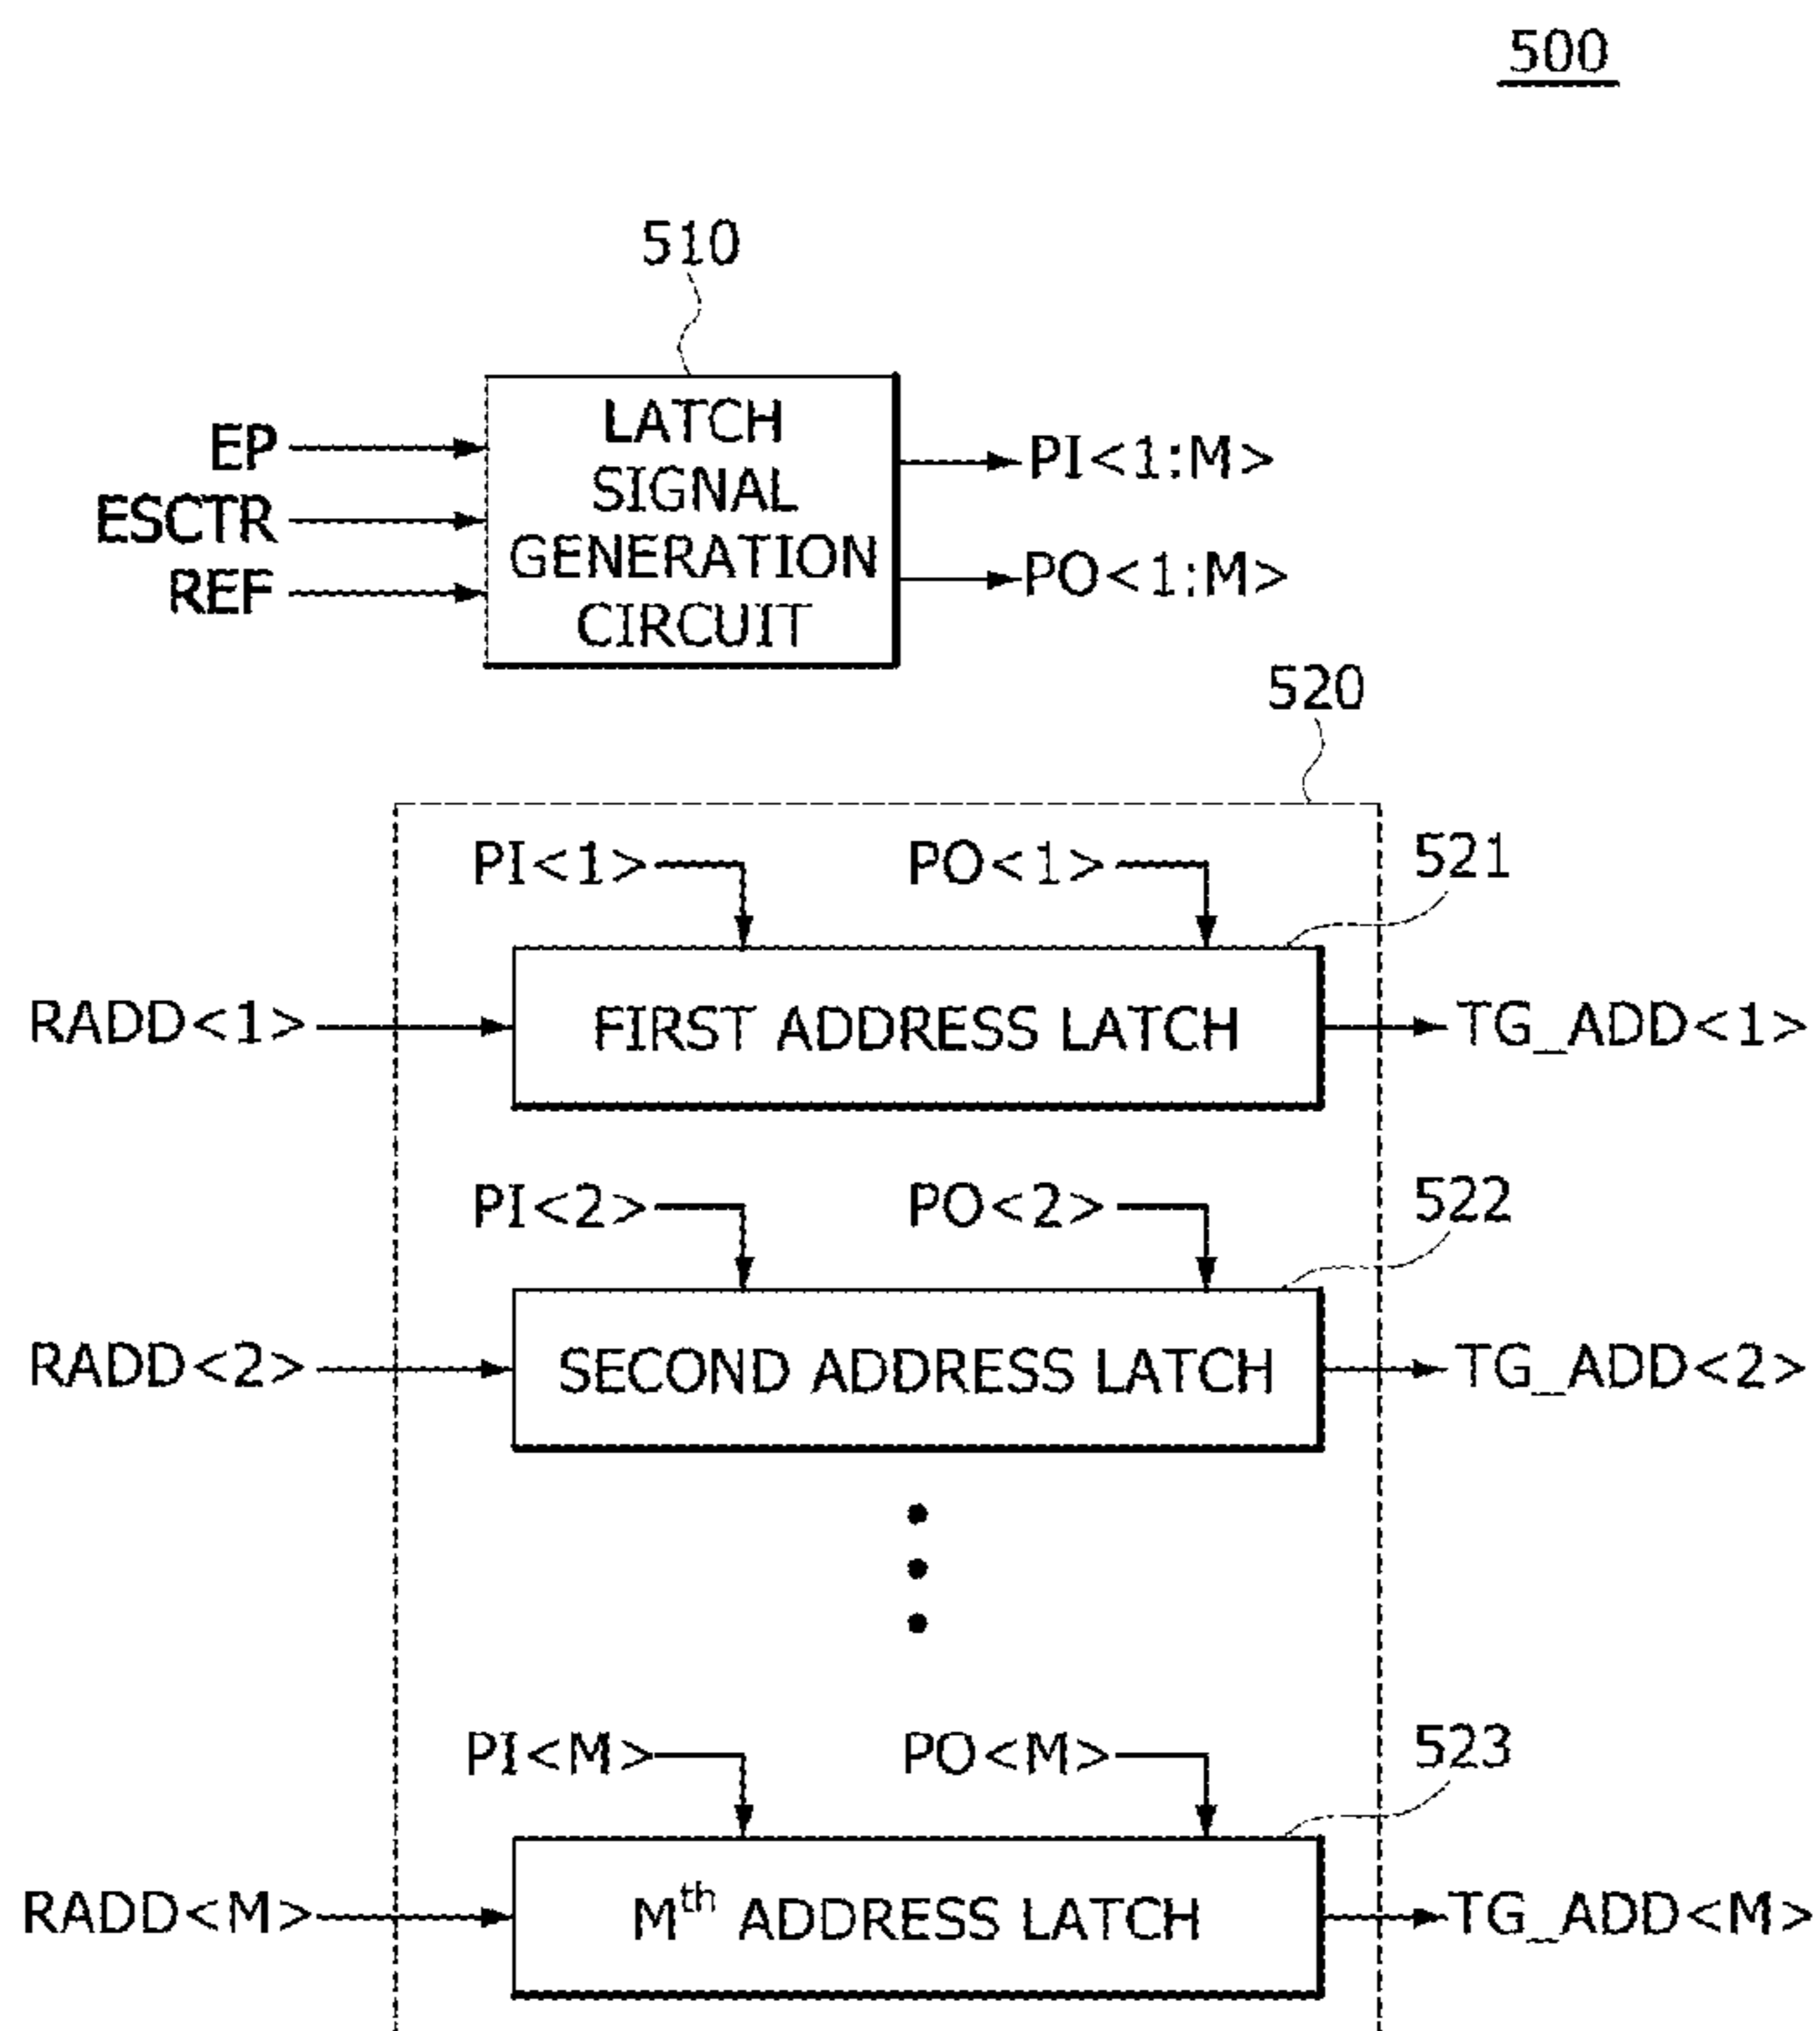 500
510
EP
ESCTR
REF
LATCH
SIGNAL
GENERATION
CIRCUIT
PI<1:M>
PO<1:M>
520
PI<1>
PO<1>
521
RADD<1>
FIRST ADDRESS LATCH
TG_ADD<1>
PI<2>
PO<2>
522
RADD<2>
SECOND ADDRESS LATCH
TG_ADD<2>
PI<M>
PO<M>
523
RADD<M>
Mth ADDRESS LATCH
TG_ADD<M>